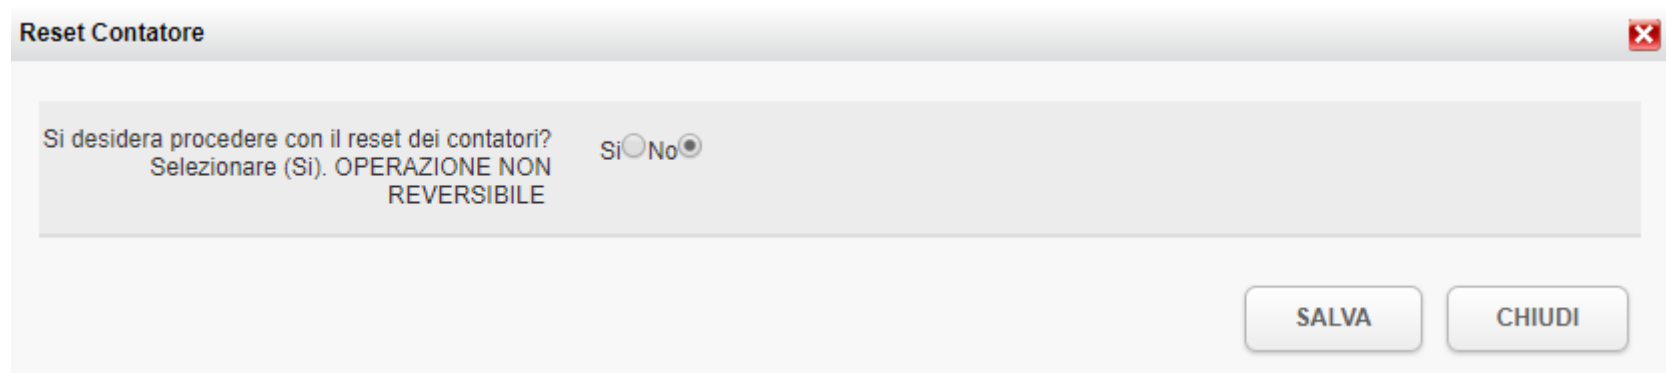 Reset Contatore
Si desidera procedere con il reset dei contatori?
Selezionare (Si). OPERAZIONE NON
REVERSIBILE
Si No
SALVA CHIUDI